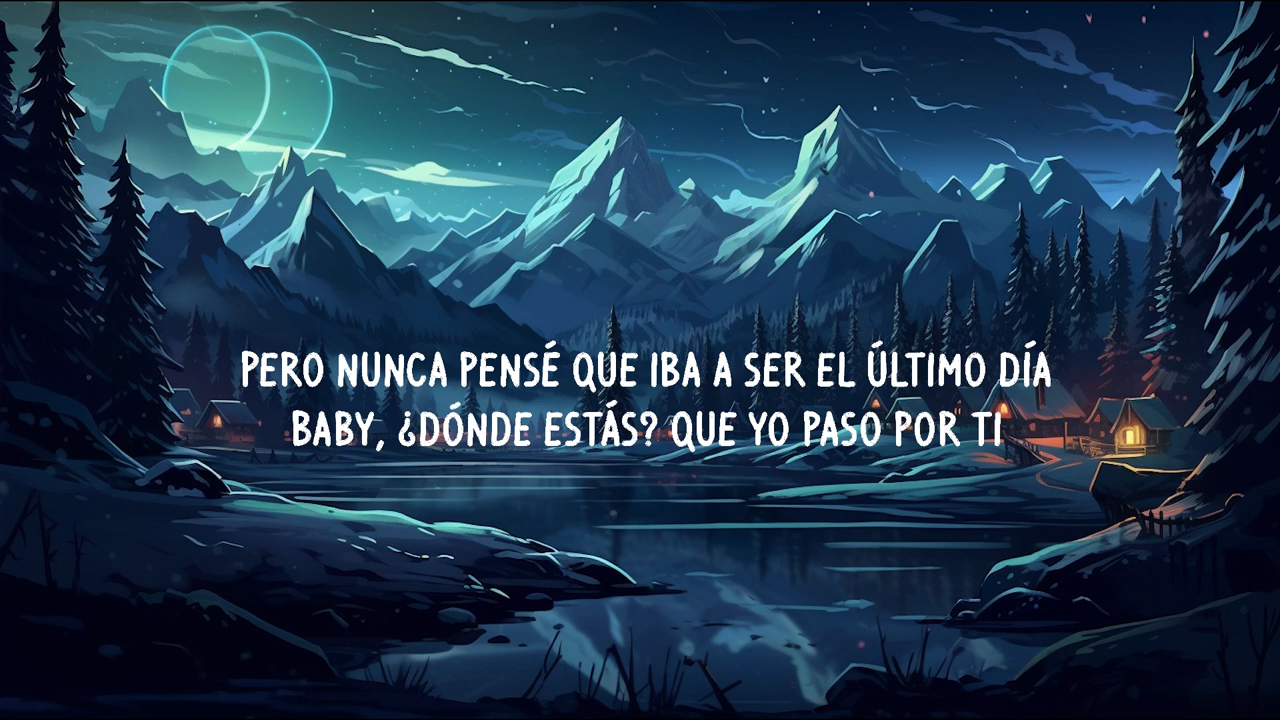 PERO NUNCA PENSÉ QUE IBA A SER EL ÚLTIMO DÍA
BABY, ¿DÓNDE ESTÁS? QUE YO PASO POR TI